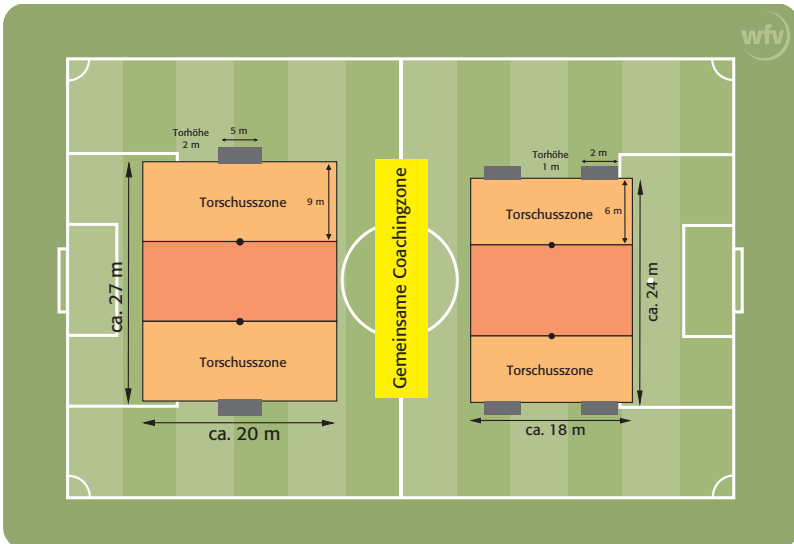 wfv
Torhöhe
2 m
5 m
Torschusszone
9 m
ca. 27 m
Torschusszone
ca. 20 m
Gemeinsame Coachingzone
Torhöhe
1 m
2 m
Torschusszone
6 m
ca. 24 m
Torschusszone
ca. 18 m